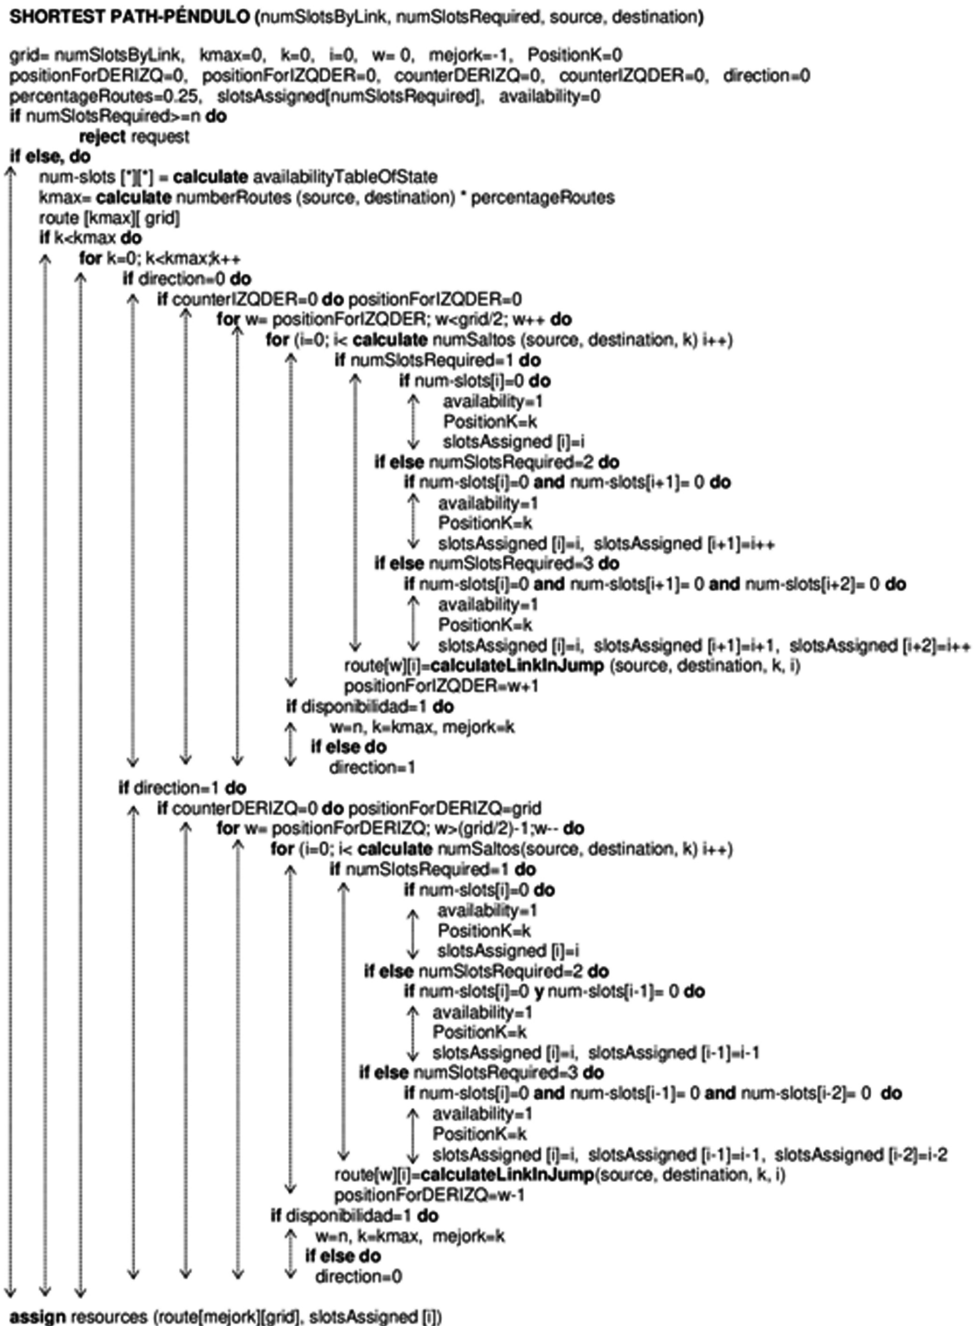 SHORTEST PATH-PÉNDULO (numSlotsByLink, numSlotsRequired, source, destination)
grid= numSlotsByLink, kmax=0, k=0, i=0, w= 0, mejork=-1, PositionK=0
positionForDERIZQ=0, positionForIZQDER=0, counterDERIZQ=0, counterIZQDER=0, direction=0
percentageRoutes=0.25, slotsAssigned[numSlotsRequired], availability=0
if numSlotsRequired>=n do
reject request
if else, do
num-slots [*][*] = calculate availabilityTableOfState
kmax= calculate numberRoutes (source, destination) * percentageRoutes
route [kmax][ grid]
if k<kmax do
for k=0; k<kmax;k++
if direction=0 do
if counterIZQDER=0 do positionForIZQDER=0
for w= positionForIZQDER; w<grid/2; w++ do
for (i=0; i< calculate numSaltos (source, destination, k) i++)
if numSlotsRequired=1 do
if num-slots[i]=0 do
availability=1
PositionK=k
slotsAssigned [i]=i
if else numSlotsRequired=2 do
if num-slots[i]=0 and num-slots[i+1]= 0 do
availability=1
PositionK=k
slotsAssigned [i]=i, slotsAssigned [i+1]=i++
if else numSlotsRequired=3 do
if num-slots[i]=0 and num-slots[i+1]= 0 and num-slots[i+2]= 0 do
availability=1
PositionK=k
slotsAssigned [i]=i, slotsAssigned [i+1]=i+1, slotsAssigned [i+2]=i++
route[w][i]=calculateLinkInJump (source, destination, k, i)
positionForIZQDER=w+1
if disponibilidad=1 do
w=n, k=kmax, mejork=k
if else do
direction=1
if direction=1 do
if counterDERIZQ=0 do positionForDERIZQ=grid
for w= positionForDERIZQ; w>(grid/2)-1;w-- do
for (i=0; i< calculate numSaltos(source, destination, k) i++)
if numSlotsRequired=1 do
if num-slots[i]=0 do
availability=1
PositionK=k
slotsAssigned [i]=i
if else numSlotsRequired=2 do
if num-slots[i]=0 y num-slots[i-1]= 0 do
availability=1
PositionK=k
slotsAssigned [i]=i, slotsAssigned [i-1]=i-1
if else numSlotsRequired=3 do
if num-slots[i]=0 and num-slots[i-1]= 0 and num-slots[i-2]= 0 do
availability=1
PositionK=k
slotsAssigned [i]=i, slotsAssigned [i-1]=i-1, slotsAssigned [i-2]=i-2
route[w][i]=calculateLinkInJump(source, destination, k, i)
positionForDERIZQ=w-1
if disponibilidad=1 do
w=n, k=kmax, mejork=k
if else do
direction=0
assign resources (route[mejork][grid], slotsAssigned [i])